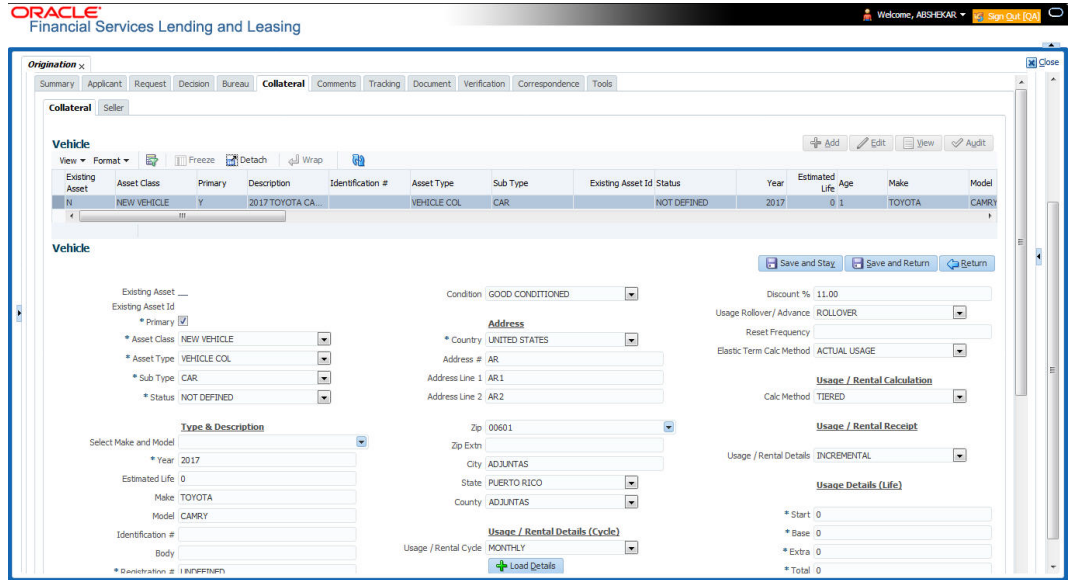 ORACLE
Financial Services Lending and Leasing
Welcome, ABSHEKAR
Sign Out [QA]
Origination
Close
Summary Applicant Request Decision Bureau Collateral Comments Tracking Document Verification Correspondence Tools
Collateral Seller
Vehicle
Add Edit View Audit
View Format Freeze Detach Wrap
Existing Asset Asset Class Primary Description Identification # Asset Type Sub Type Existing Asset Id Status Year Estimated Life Age Make Model
N NEW VEHICLE Y 2017 TOYOTA CA... VEHICLE COL CAR NOT DEFINED 2017 0 1 TOYOTA CAMRY
Vehicle
Save and Stay Save and Return Return
Existing Asset
Existing Asset Id
* Primary
* Asset Class NEW VEHICLE
* Asset Type VEHICLE COL
* Sub Type CAR
* Status NOT DEFINED
Type & Description
Select Make and Model
* Year 2017
Estimated Life 0
Make TOYOTA
Model CAMRY
Identification #
Body
* Registration # UNDEFINED
Condition GOOD CONDITIONED
Address
* Country UNITED STATES
Address # AR
Address Line 1 AR1
Address Line 2 AR2
Zip 00601
Zip Extn
City ADJUNTAS
State PUERTO RICO
County ADJUNTAS
Usage / Rental Details (Cycle)
Usage / Rental Cycle MONTHLY
Load Details
Discount % 11.00
Usage Rollover/ Advance ROLLOVER
Reset Frequency
Elastic Term Calc Method ACTUAL USAGE
Usage / Rental Calculation
Calc Method TIERED
Usage / Rental Receipt
Usage / Rental Details INCREMENTAL
Usage Details (Life)
* Start 0
* Base 0
* Extra 0
* Total 0